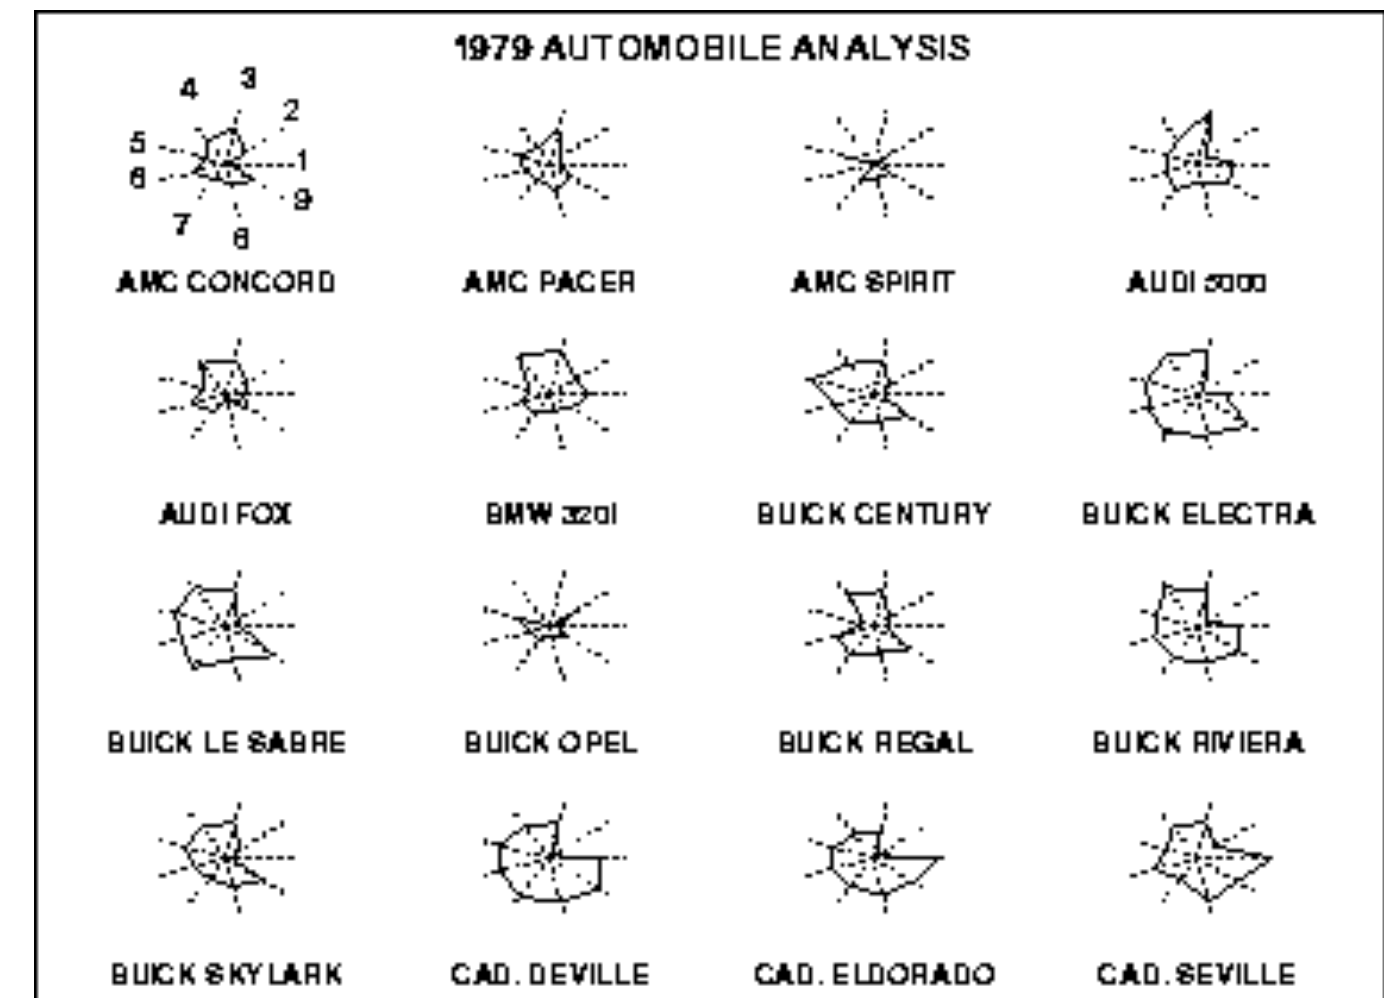 1979 AUTOMOBILE ANALYSIS
3
4
2
5
1
6
9
7
8
AMC CONCORD AMC PACER AMC SPIRIT AUDI 5000
AUDI FOX BMW 320I BUICK CENTURY BUICK ELECTRA
BUICK LE SABRE BUICK OPEL BUICK REGAL BUICK RIVIERA
BUICK SKYLARK CAD. DEVILLE CAD. ELDORADO CAD. SEVILLE